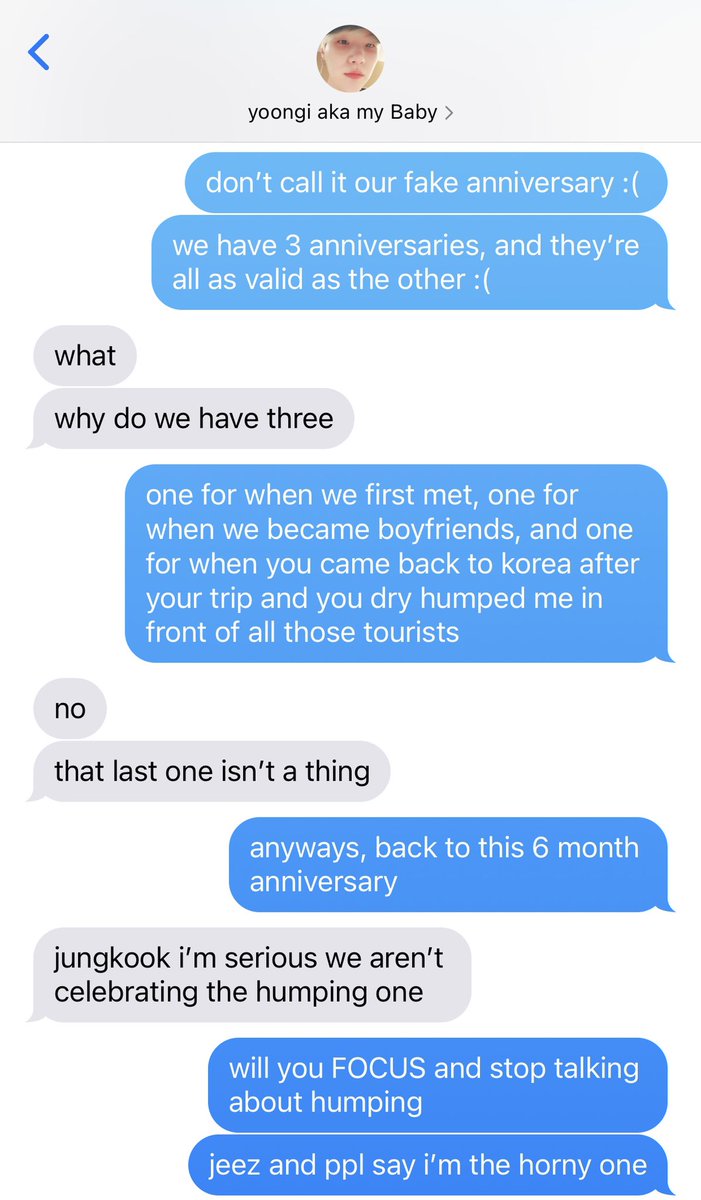 yoongi aka my Baby
don’t call it our fake anniversary :(
we have 3 anniversaries, and they’re
all as valid as the other :(
what
why do we have three
one for when we first met, one for
when we became boyfriends, and one
for when you came back to korea after
your trip and you dry humped me in
front of all those tourists
no
that last one isn’t a thing
anyways, back to this 6 month
anniversary
jungkook i’m serious we aren’t
celebrating the humping one
will you FOCUS and stop talking
about humping
jeez and ppl say i’m the horny one